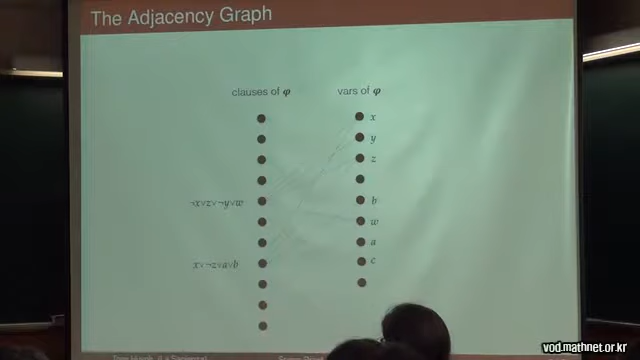 The Adjacency Graph
clauses of φ
vars of φ
x
y
z
¬x∨z∨¬y∨w
b
w
a
x∨¬z∨a∨b
c
vod.mathnet.or.kr